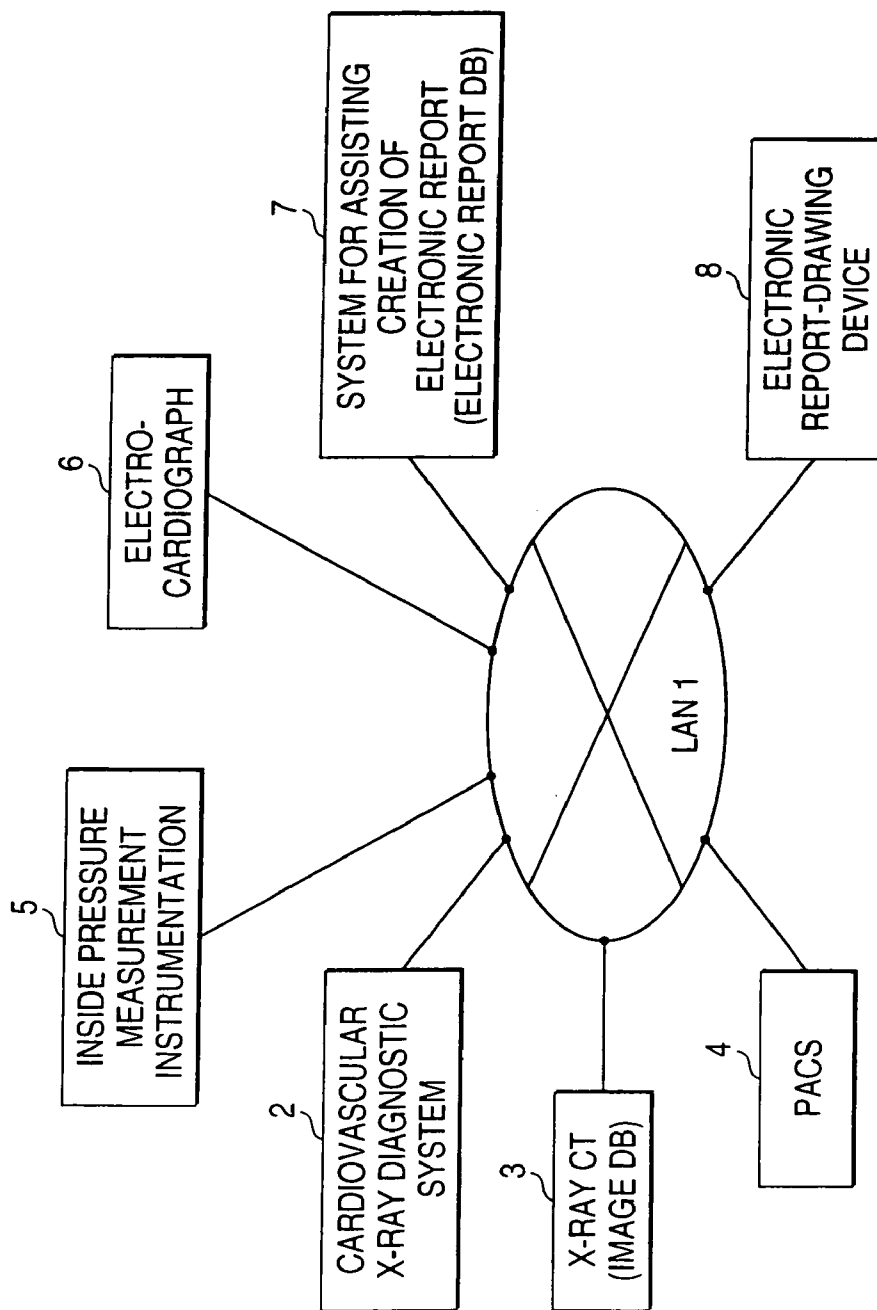 5
INSIDE PRESSURE
MEASUREMENT
INSTRUMENTATION
6
ELECTRO-
CARDIOGRAPH
2
CARDIOVASCULAR
X-RAY DIAGNOSTIC
SYSTEM
7
SYSTEM FOR ASSISTING
CREATION OF
ELECTRONIC REPORT
(ELECTRONIC REPORT DB)
3
X-RAY CT
(IMAGE DB)
LAN 1
4
PACS
8
ELECTRONIC
REPORT-DRAWING
DEVICE